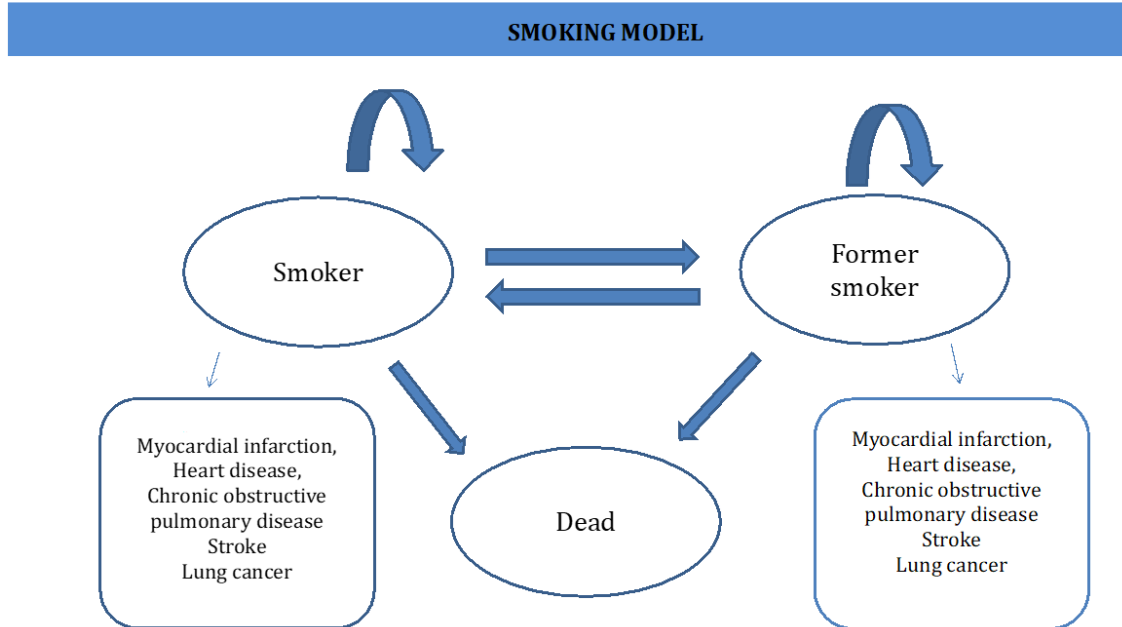 SMOKING MODEL
Smoker
Former
smoker
Myocardial infarction,
Heart disease,
Chronic obstructive
pulmonary disease
Stroke
Lung cancer
Dead
Myocardial infarction,
Heart disease,
Chronic obstructive
pulmonary disease
Stroke
Lung cancer